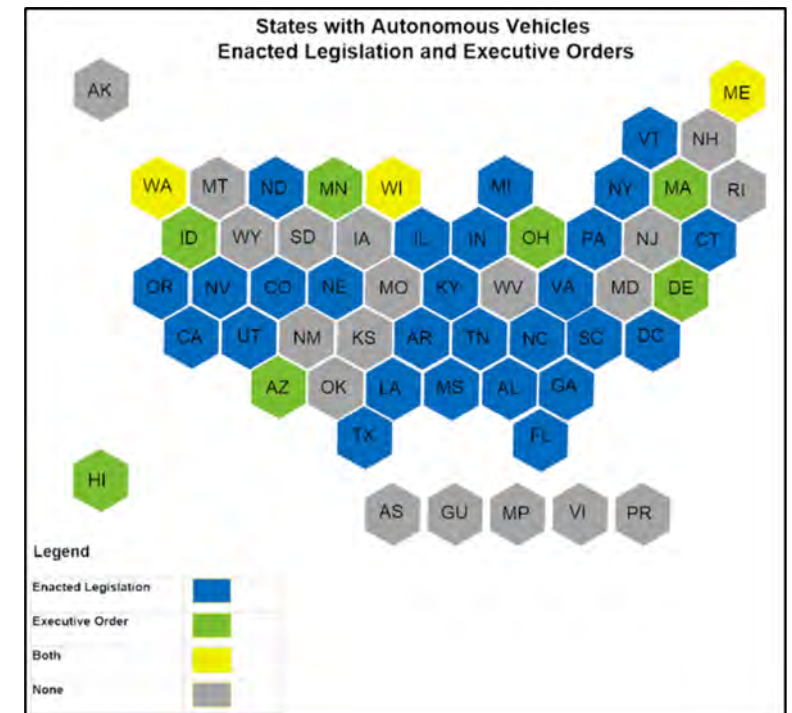 States with Autonomous Vehicles
Enacted Legislation and Executive Orders
AK
ME
VT NH
WA MT ND MN WI MI NY MA RI
ID WY SD IA IL IN OH PA NJ CT
OR NV CO NE MO KY WV VA MD DE
CA UT NM KS AR TN NC SC DC
AZ OK LA MS AL GA
TX FL
HI
AS GU MP VI PR
Legend
Enacted Legislation
Executive Order
Both
None